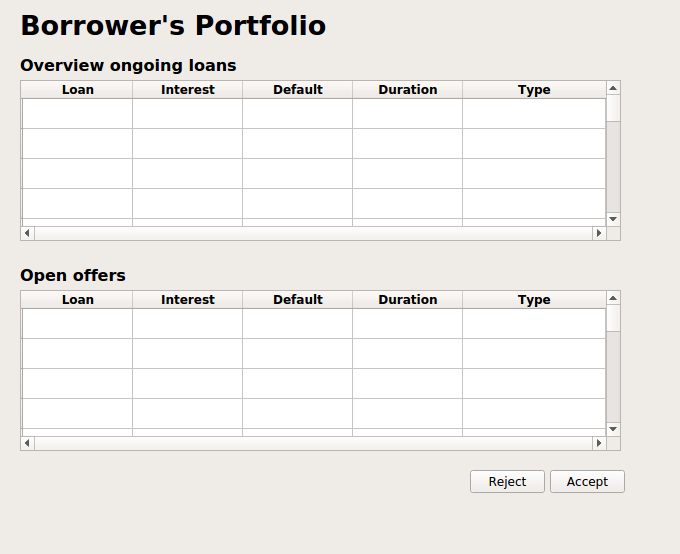 Borrower's Portfolio
Overview ongoing loans
Loan Interest Default Duration Type
Open offers
Loan Interest Default Duration Type
Reject Accept